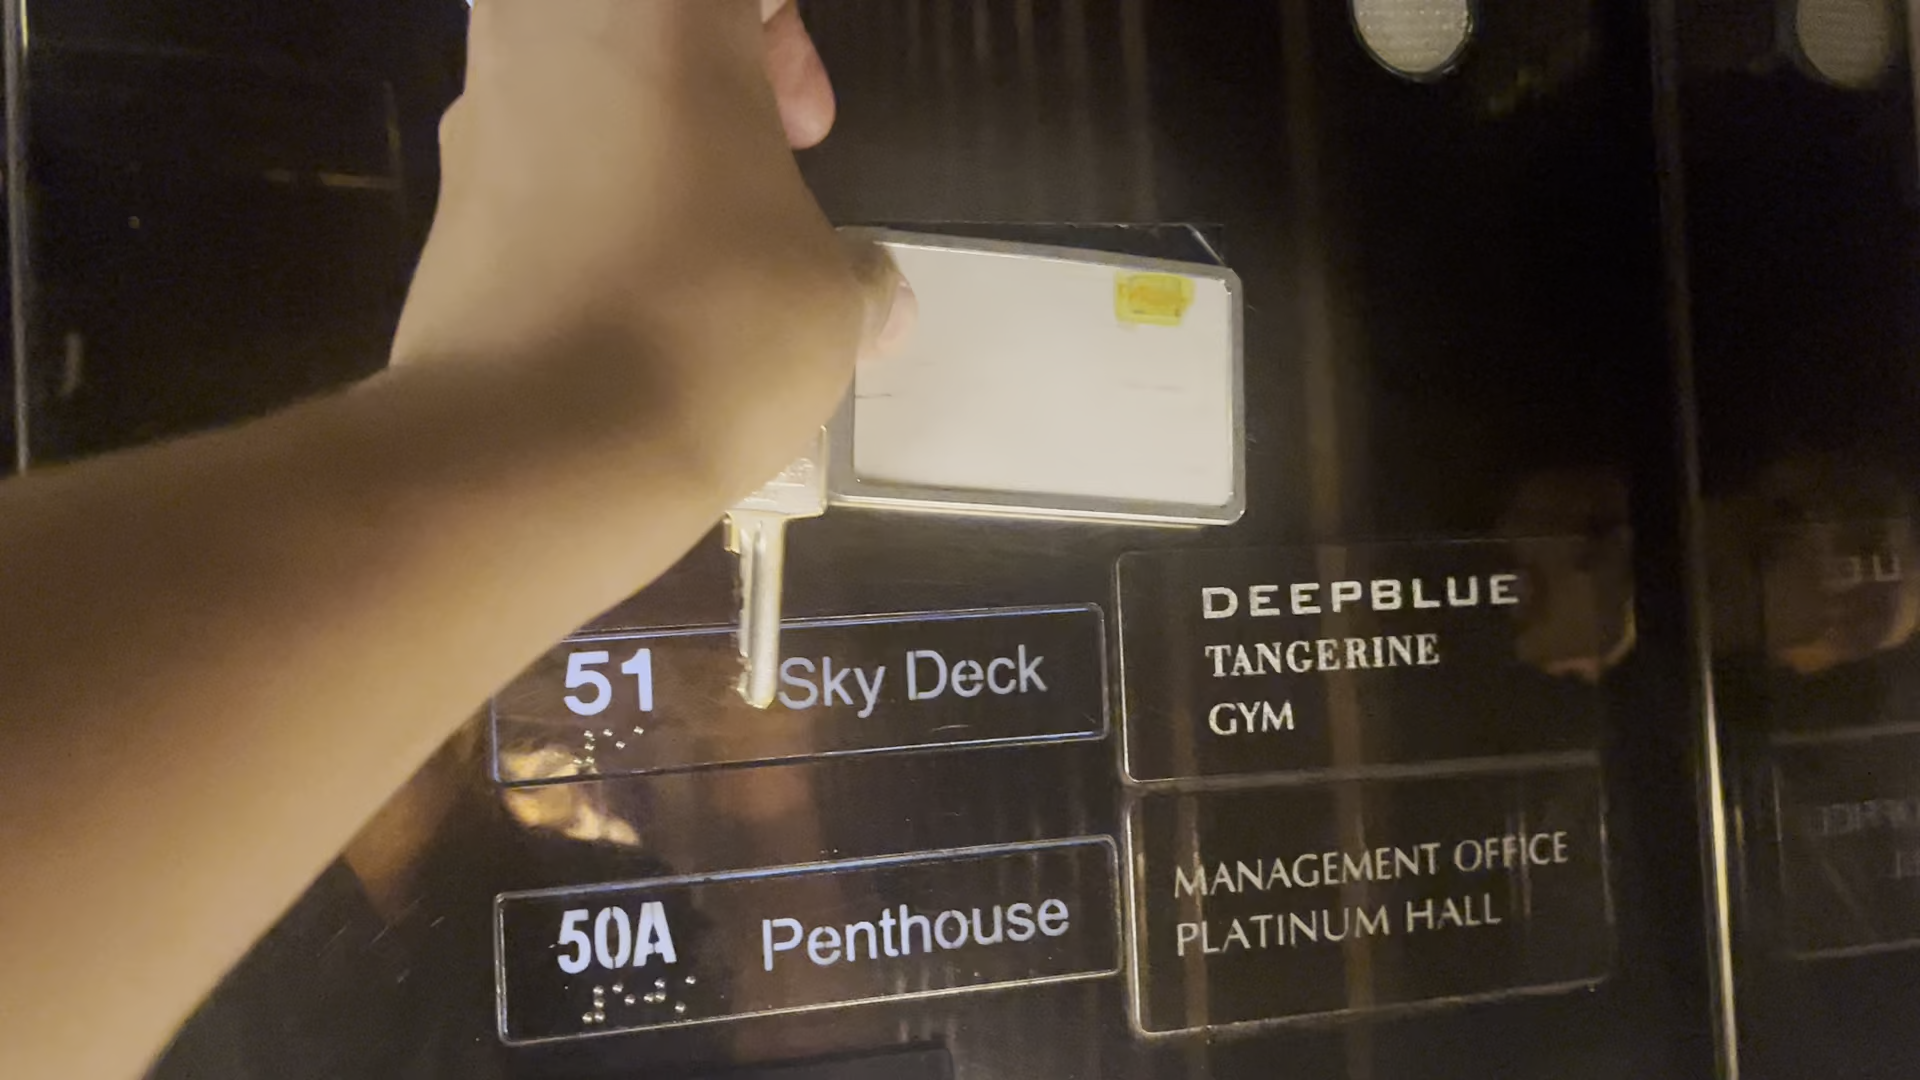 51 Sky Deck
DEEPBLUE
TANGERINE
GYM
50A Penthouse
MANAGEMENT OFFICE
PLATINUM HALL